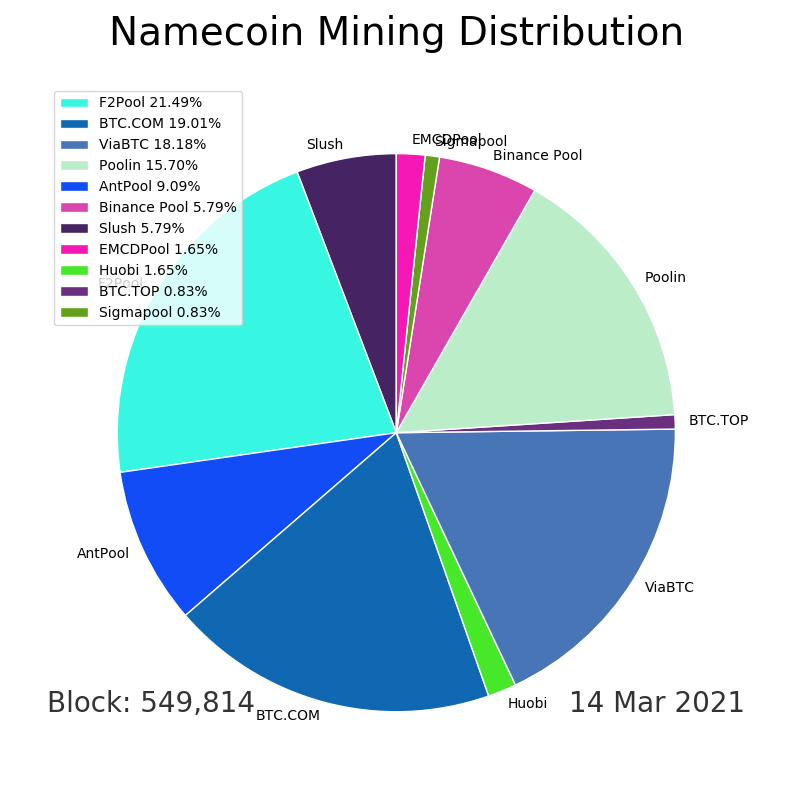 Namecoin Mining Distribution
F2Pool 21.49%
BTC.COM 19.01%
ViaBTC 18.18%
Poolin 15.70%
AntPool 9.09%
Binance Pool 5.79%
Slush 5.79%
EMCDPool 1.65%
Huobi 1.65%
BTC.TOP 0.83%
Sigmapool 0.83%
Slush
EMCDPool
Sigmapool
Binance Pool
Poolin
F2Pool
BTC.TOP
AntPool
ViaBTC
Huobi
BTC.COM
Block: 549,814
14 Mar 2021